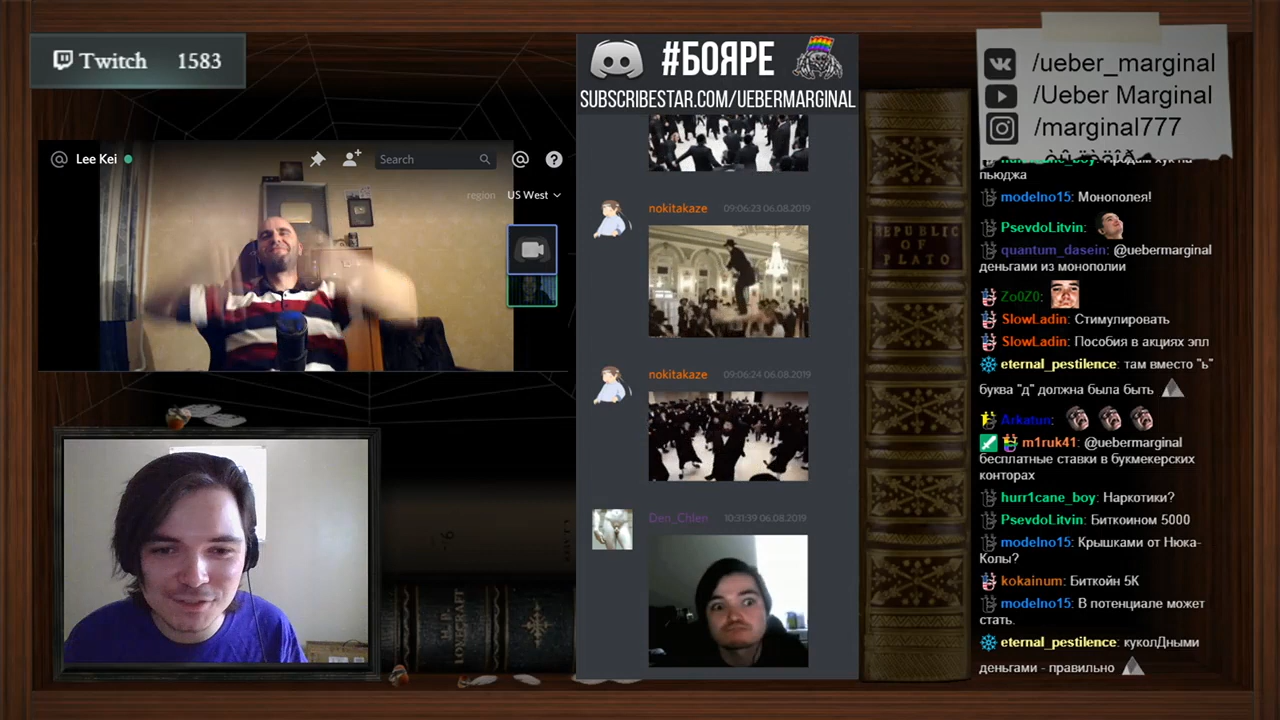 Twitch 1583
@ Lee Kei
Search
@ ?
region US West
#БОЯРЕ
SUBSCRIBESTAR.COM/UEBERMARGINAL
nokitakaze 09:06:23 06.08.2019
nokitakaze 09:06:24 06.08.2019
Den_Chlen 10:31:39 06.08.2019
REPUBLIC
OF
PLATO
H.P.
LOVECRAFT
/ueber_marginal
/Ueber Marginal
/marginal777
пьюджа
modelno15: Монополея!
PsevdoLitvin:
quantum_dasein: @uebermarginal
деньгами из монополии
Zo0Z0:
SlowLadin: Стимулировать
SlowLadin: Пособия в акциях эпл
eternal_pestilence: там вместо "ь"
буква "д" должна была быть
Arkatun:
m1ruk41: @uebermarginal
бесплатные ставки в букмекерских
конторах
hurr1cane_boy: Наркотики?
PsevdoLitvin: Биткоином 5000
modelno15: Крышками от Нюка-
Колы?
kokainum: Биткойн 5К
modelno15: В потенциале может
стать.
eternal_pestilence: куколДными
деньгами - правильно